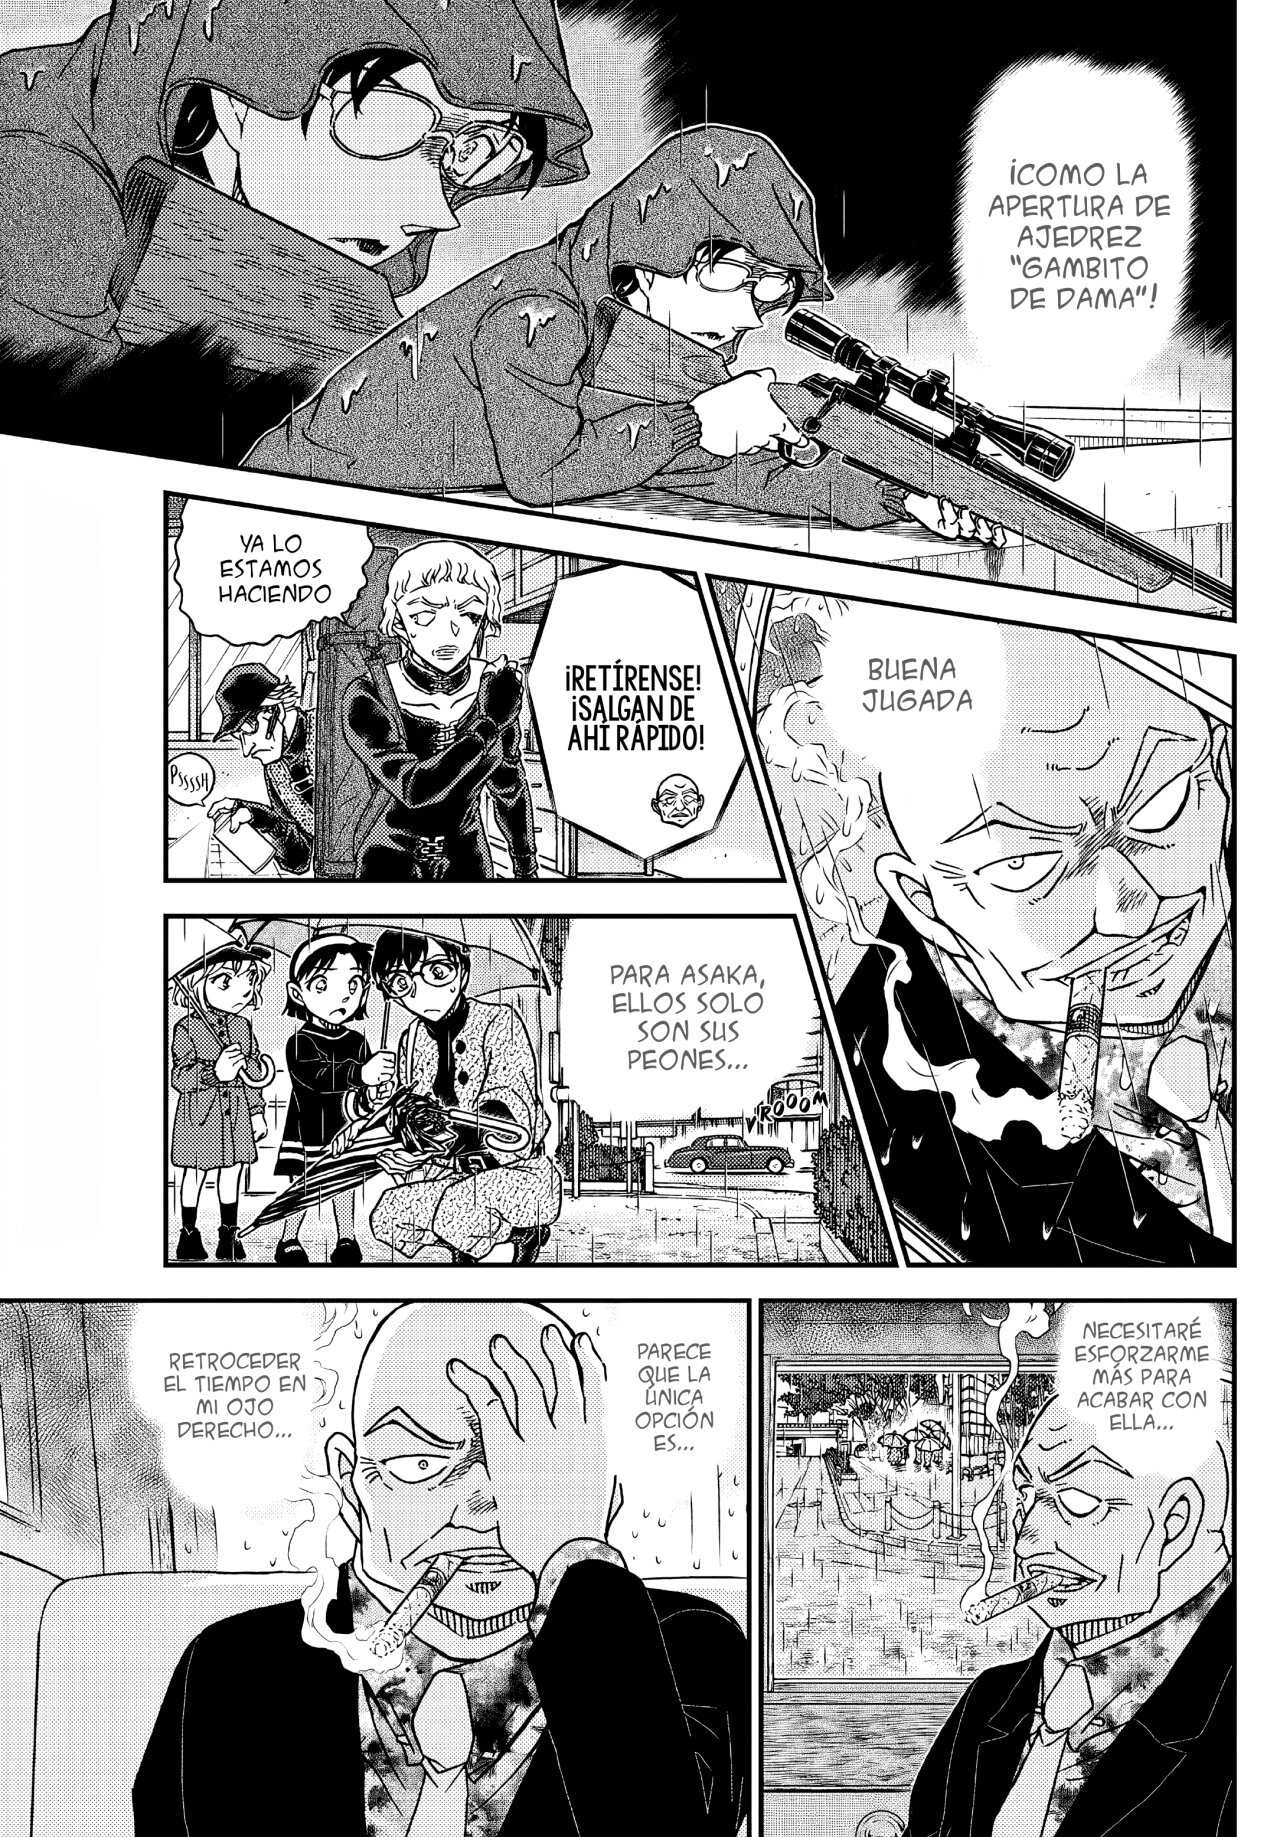 ¡COMO LA
APERTURA DE
AJEDREZ
"GAMBITO
DE DAMA"!
BUENA
JUGADA
¡RETÍRENSE!
¡SALGAN DE
AHÍ RÁPIDO!
YA LO
ESTAMOS
HACIENDO
PSSSSH
PARA ASAKA,
ELLOS SOLO
SON SUS
PEONES...
VROOOM
NECESITARÉ
ESFORZARME
MÁS PARA
ACABAR CON
ELLA...
PARECE
QUE LA
ÚNICA
OPCIÓN
ES...
RETROCEDER
EL TIEMPO EN
MI OJO
DERECHO...